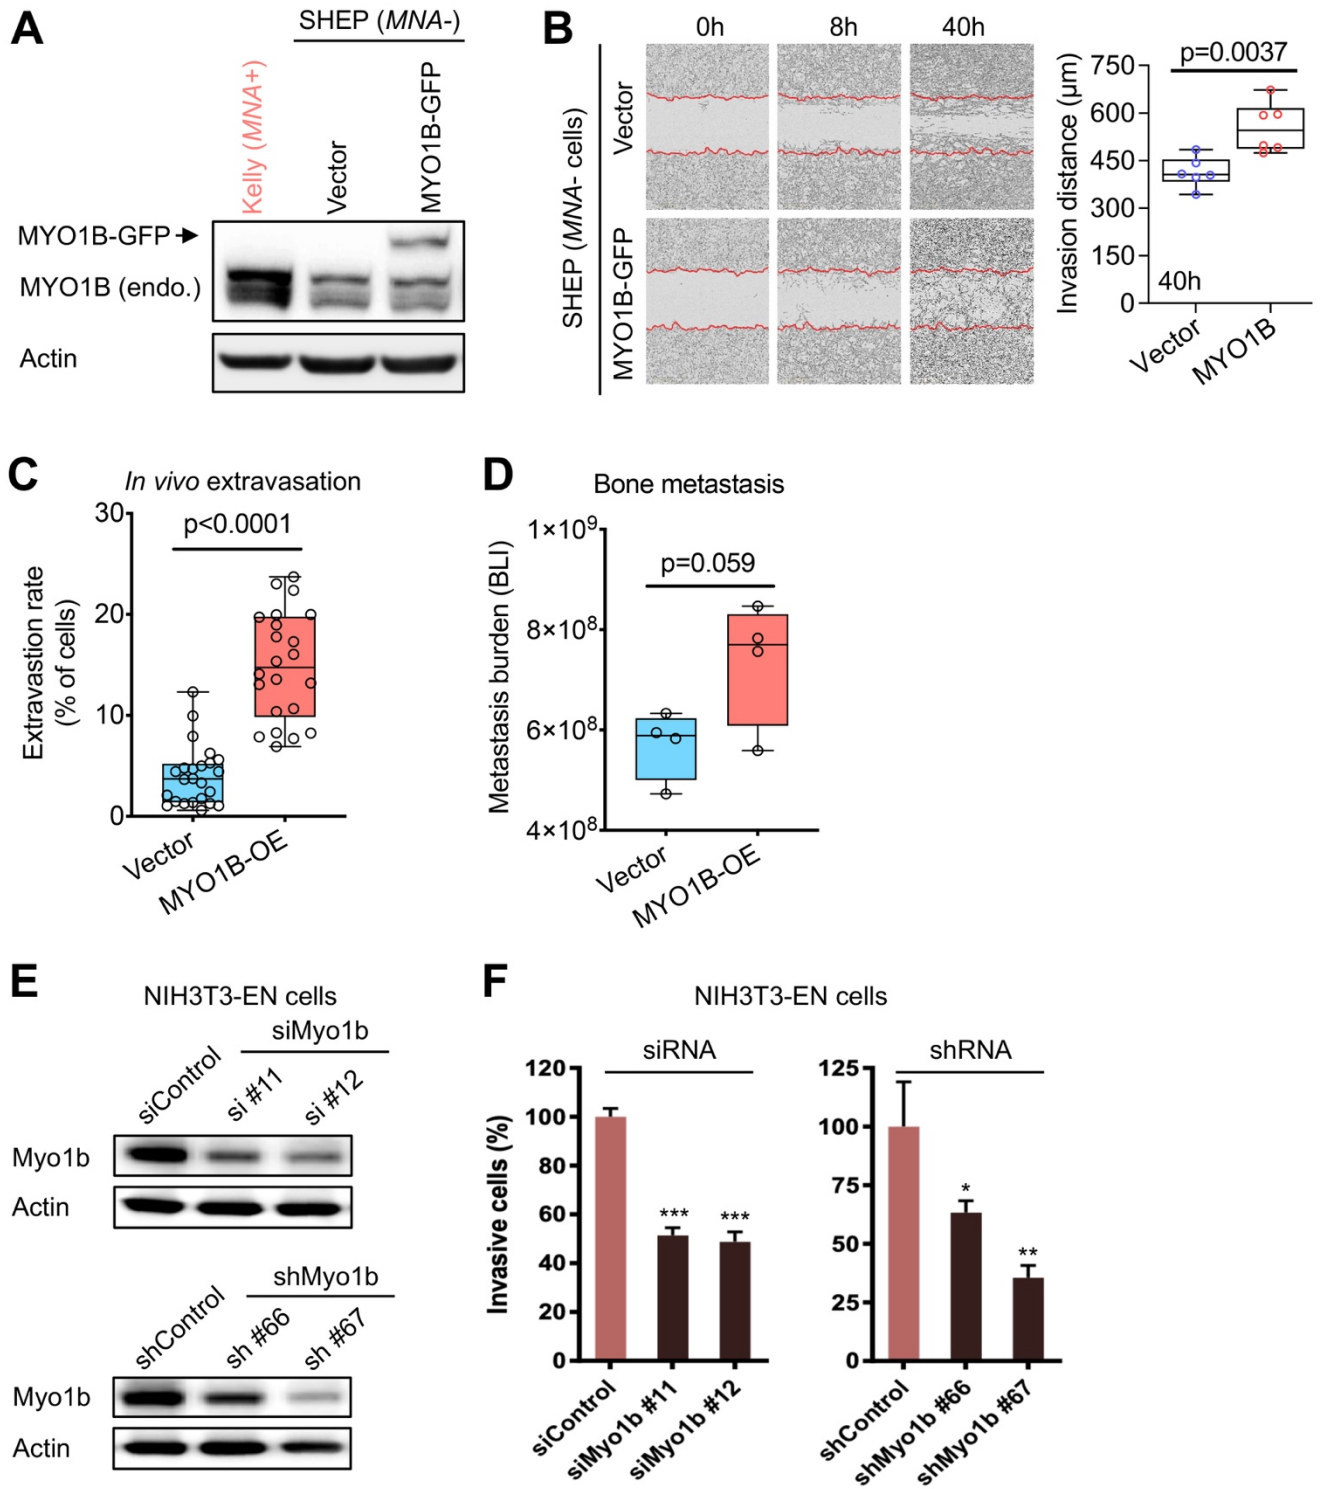 A
SHEP (MNA-)
Kelly (MNA+)
Vector
MYO1B-GFP
MYO1B-GFP
MYO1B (endo.)
Actin
B
0h
8h
40h
SHEP (MNA- cells)
Vector
MYO1B-GFP
Invasion distance (µm)
p=0.0037
750
600
450
300
150
0
40h
Vector
MYO1B
C
In vivo extravasation
p<0.0001
Extravastion rate
(% of cells)
30
20
10
0
Vector
MYO1B-OE
D
Bone metastasis
p=0.059
Metastasis burden (BLI)
1×10⁹
8×10⁸
6×10⁸
4×10⁸
Vector
MYO1B-OE
E
NIH3T3-EN cells
siMyo1b
siControl
si #11
si #12
Myo1b
Actin
shMyo1b
shControl
sh #66
sh #67
Myo1b
Actin
F
NIH3T3-EN cells
siRNA
Invasive cells (%)
120
100
80
60
40
20
0
***
***
siControl
siMyo1b #11
siMyo1b #12
shRNA
125
100
75
50
25
0
*
**
shControl
shMyo1b #66
shMyo1b #67